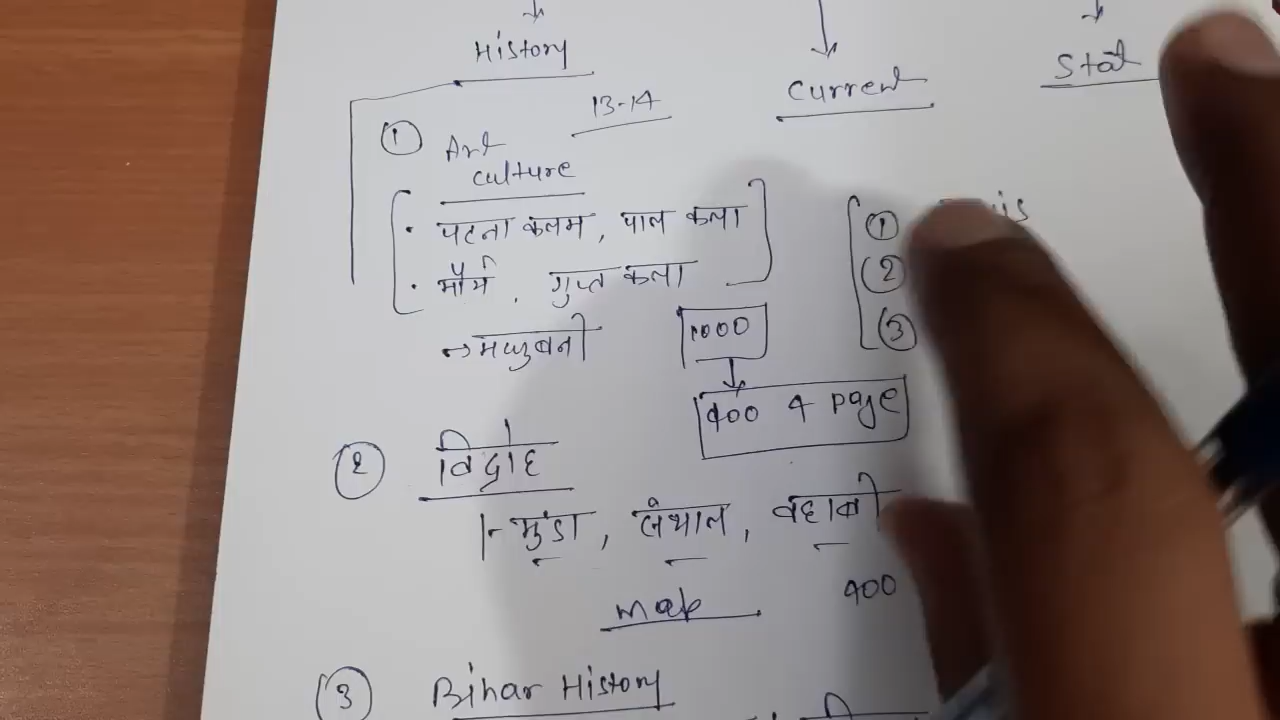 History
Current
Stat
13-14
① Art
culture
• पटना कलम, पाल कला
• मौर्य, गुप्त कला
→ मधुबनी
①
②
③
1000
400 4 page
② विद्रोह
मुंडा, संथाल, वहाबी
map
400
③ Bihar History